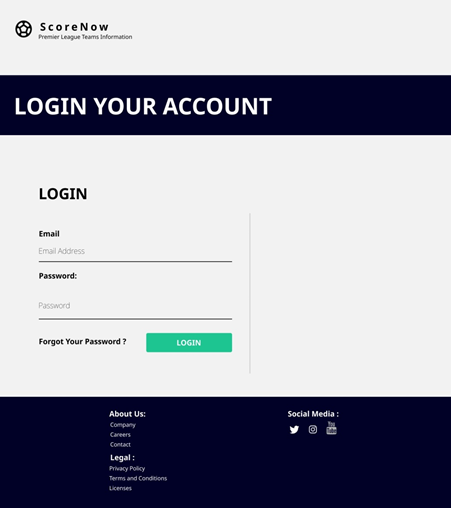 ScoreNow
Premier League Teams Information
LOGIN YOUR ACCOUNT
LOGIN
Email
Email Address
Password:
Password
Forgot Your Password ?
LOGIN
About Us:
Company
Careers
Contact
Legal :
Privacy Policy
Terms and Conditions
Licenses
Social Media :
You
Tube